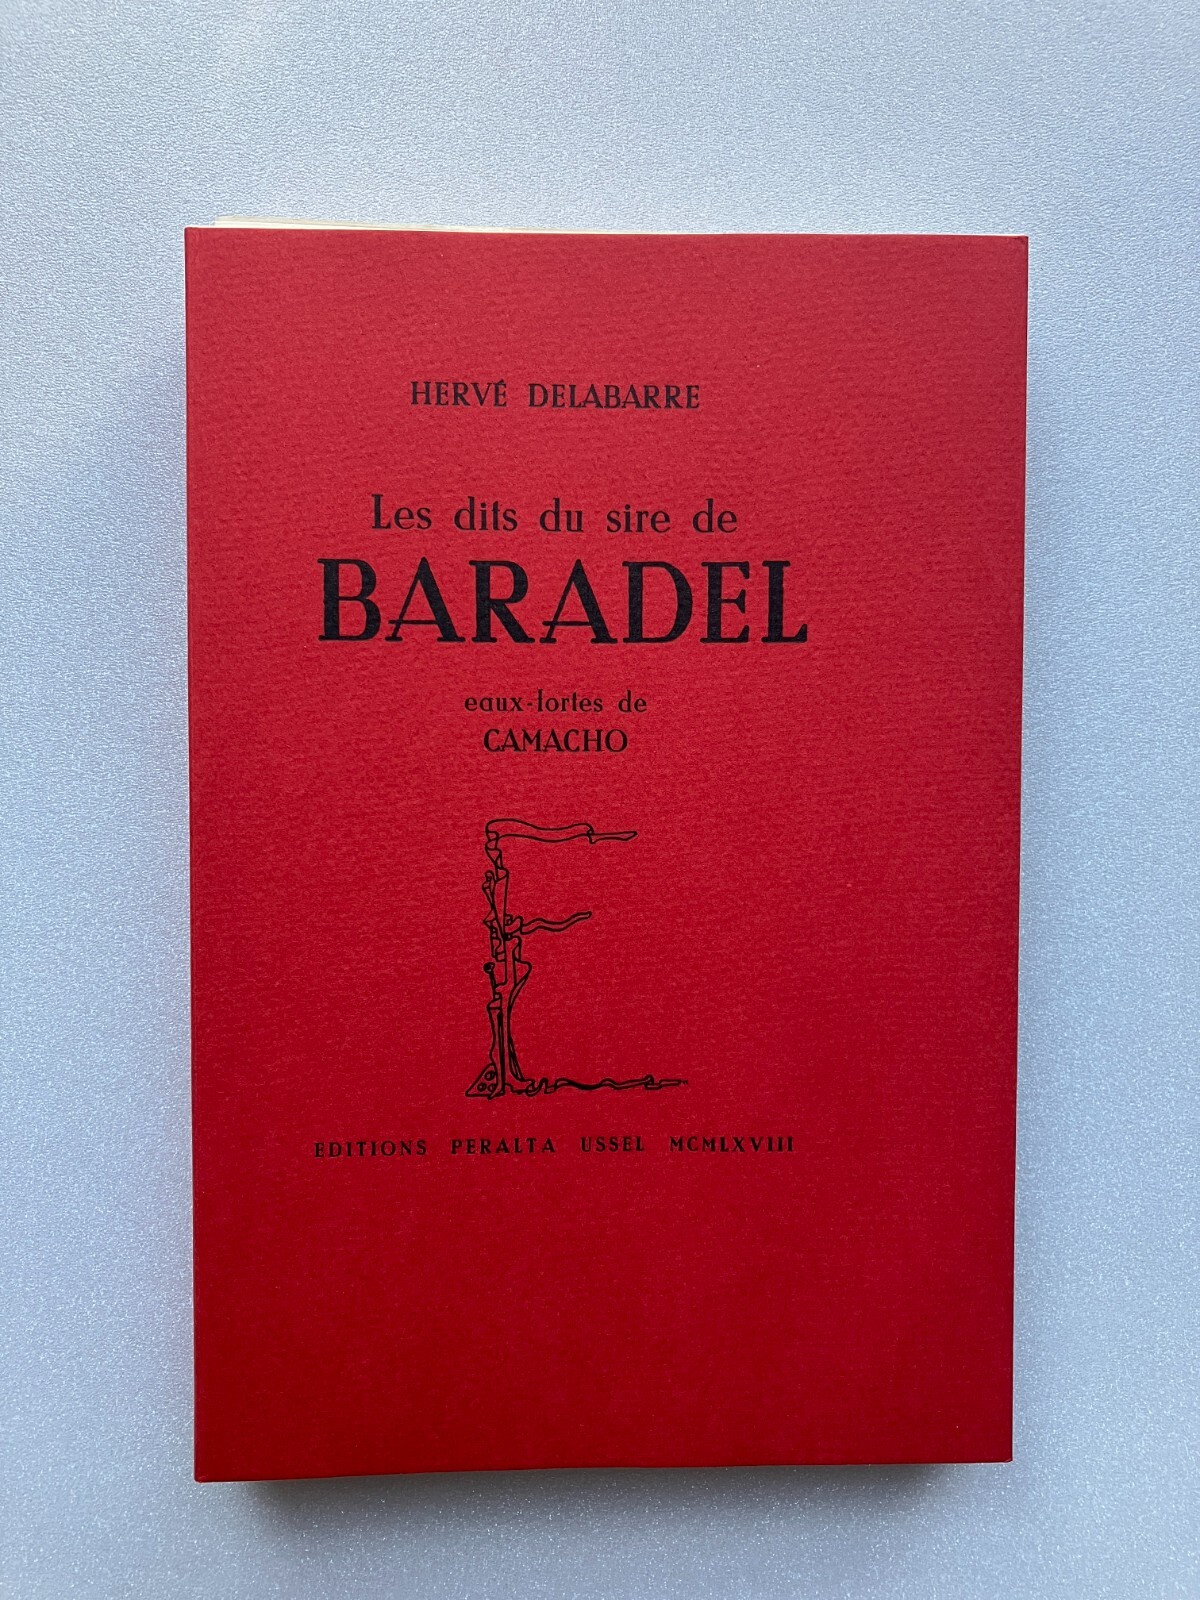 HERVÉ DELABARRE
Les dits du sire de
BARADEL
eaux-fortes de
CAMACHO
EDITIONS PERALTA USSEL MCMLXVIII